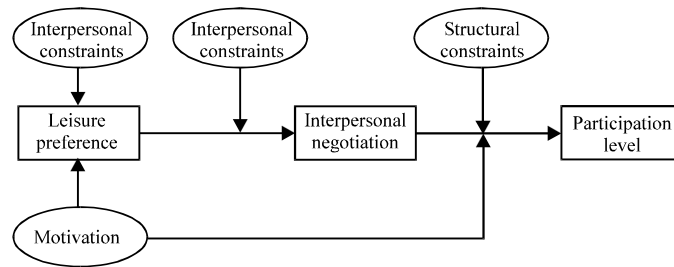 Interpersonal
constraints
Interpersonal
constraints
Structural
constraints
Leisure
preference
Interpersonal
negotiation
Participation
level
Motivation